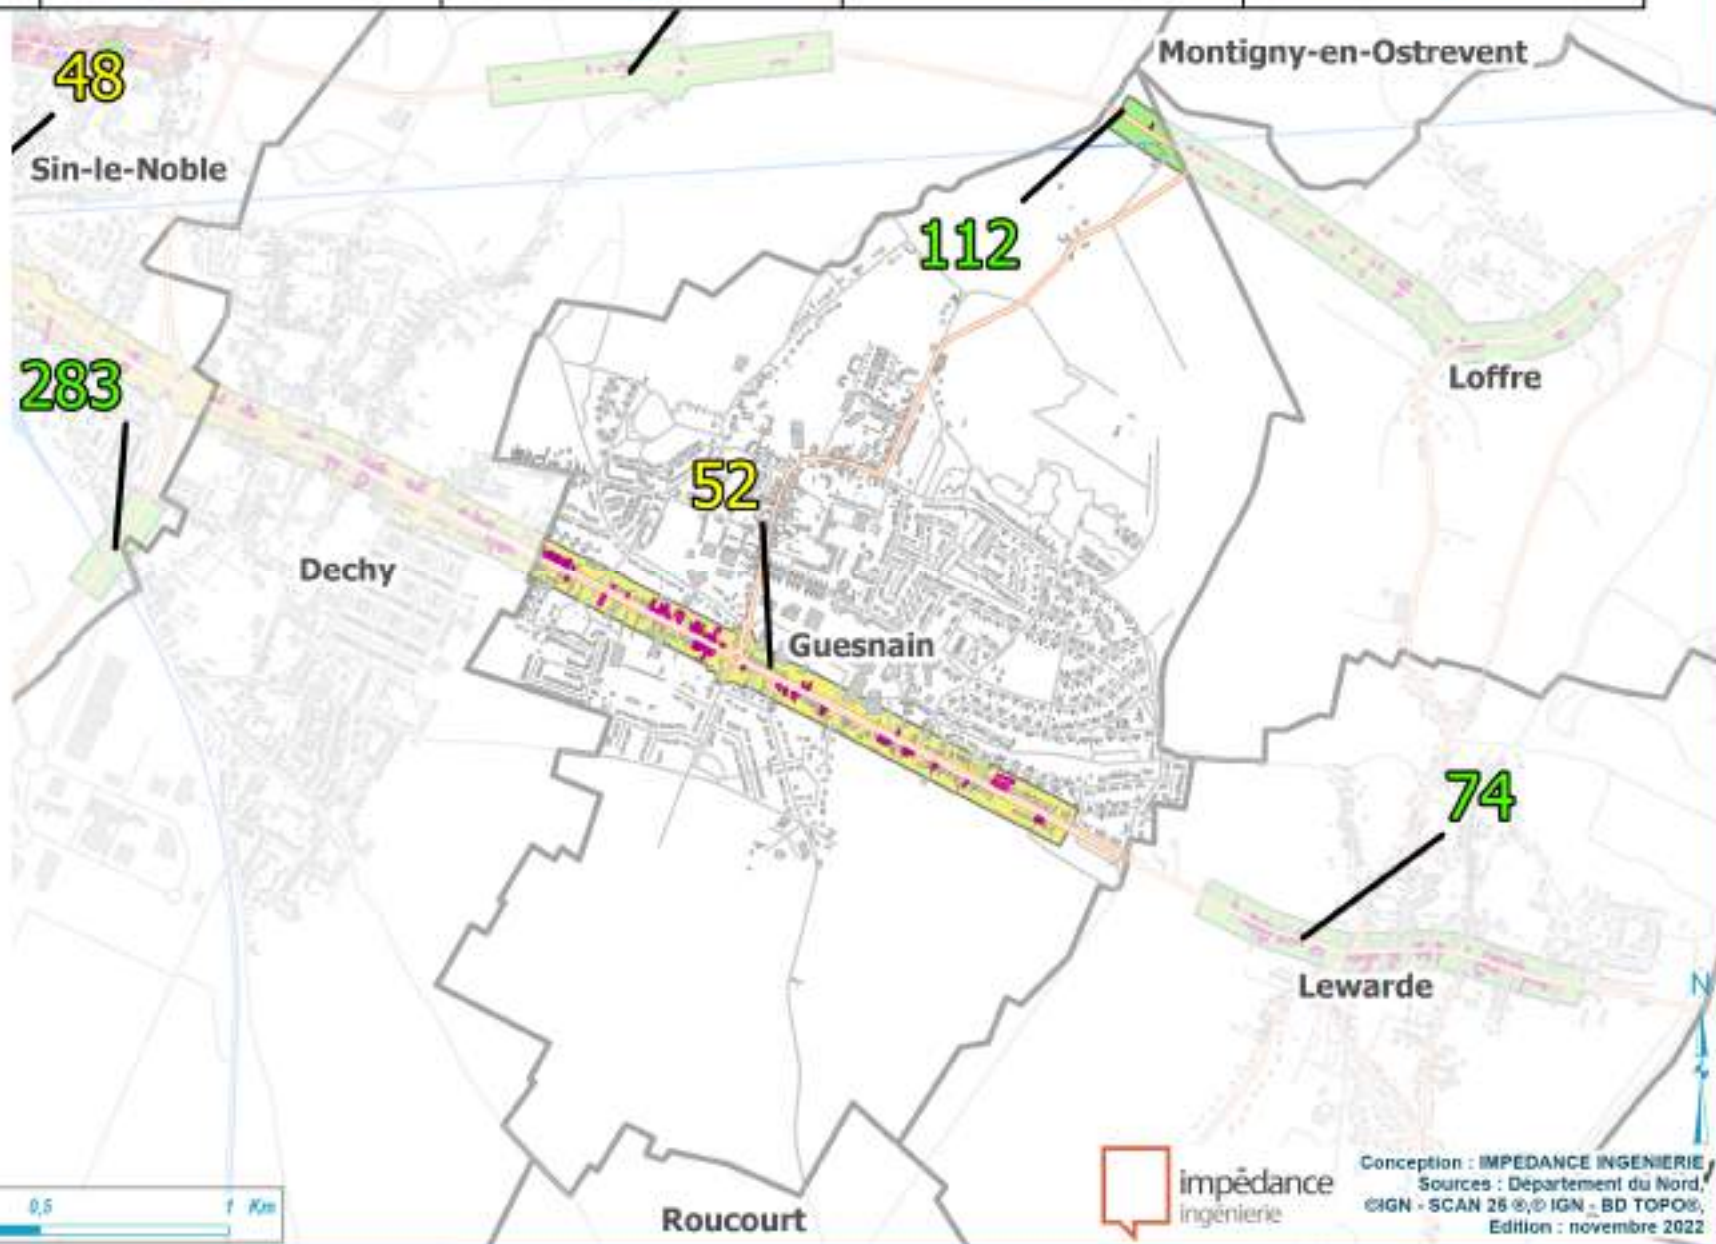 Montigny-en-Ostrevent
48
Sin-le-Noble
112
283
Loffre
52
Dechy
Guesnain
74
Lewarde
N
0,5 1 Km
Roucourt
impédance
ingénierie
Conception : IMPEDANCE INGENIERIE,
Sources : Département du Nord,
©IGN - SCAN 25 ®,© IGN - BD TOPO®,
Edition : novembre 2022